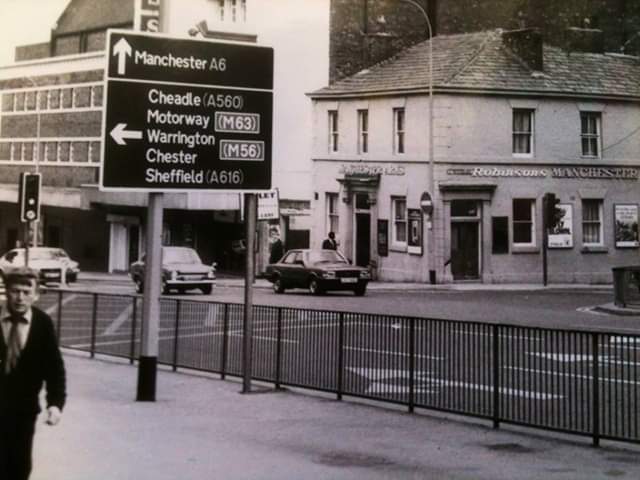 Manchester A6
Cheadle (A560)
Motorway (M63)
Warrington
Chester (M56)
Sheffield (A616)
Robinsons MANCHESTER